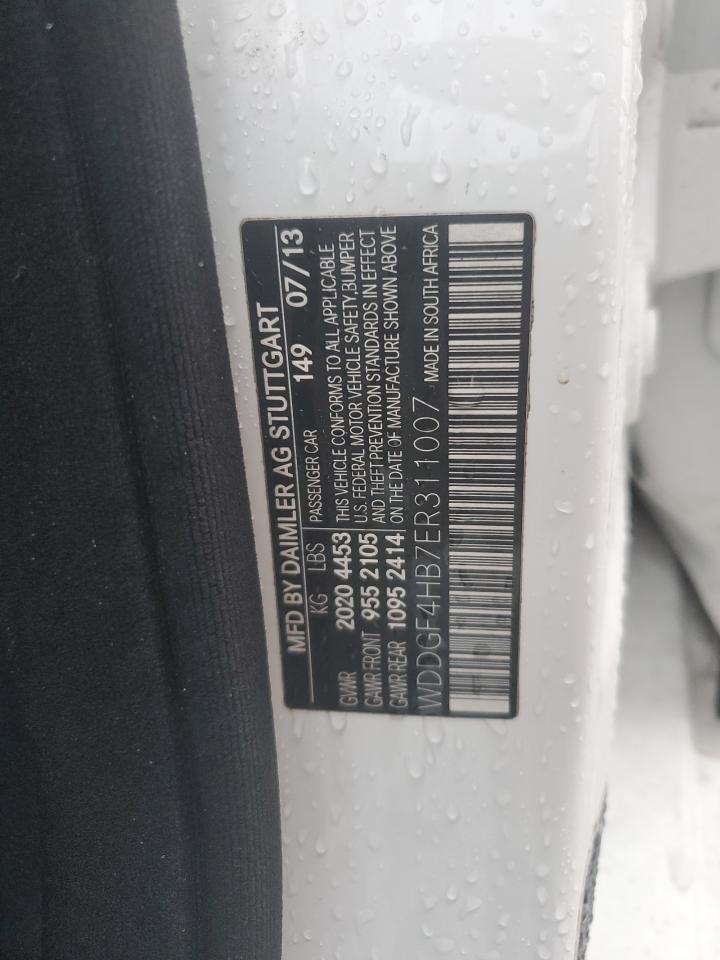 MFD BY DAIMLER AG STUTTGART
149 07/13
KG LBS PASSENGER CAR
GVWR 2020 4453
GAWR FRONT 955 2105
GAWR REAR 1095 2414
THIS VEHICLE CONFORMS TO ALL APPLICABLE
U.S. FEDERAL MOTOR VEHICLE SAFETY, BUMPER
AND THEFT PREVENTION STANDARDS IN EFFECT
ON THE DATE OF MANUFACTURE SHOWN ABOVE
WDDGF4HB7ER311007 MADE IN SOUTH AFRICA